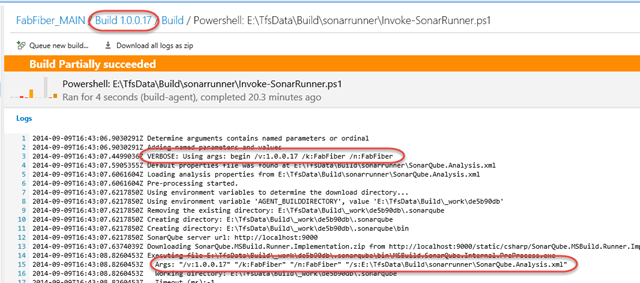 FabFiber_MAIN / Build 1.0.0.17 / Build / Powershell: E:\TfsData\Build\sonarrunner\Invoke-SonarRunner.ps1
Queue new build... Download all logs as zip
Build Partially succeeded
Powershell: E:\TfsData\Build\sonarrunner\Invoke-SonarRunner.ps1
Ran for 4 seconds (build-agent), completed 20.3 minutes ago
Logs
1 2014-09-09T16:43:06.9030291Z Determine arguments contains named parameters or ordinal
2 2014-09-09T16:43:06.9030291Z Adding named parameters and values
3 2014-09-09T16:43:07.4499036Z VERBOSE: Using args: begin /v:1.0.0.17 /k:FabFiber /n:FabFiber
4 2014-09-09T16:43:07.5905355Z Default properties file was found at E:\TfsData\Build\sonarrunner\SonarQube.Analysis.xml
5 2014-09-09T16:43:07.6061604Z Loading analysis properties from E:\TfsData\Build\sonarrunner\SonarQube.Analysis.xml
6 2014-09-09T16:43:07.6061604Z Pre-processing started.
7 2014-09-09T16:43:07.6217850Z Using environment variables to determine the download directory...
8 2014-09-09T16:43:07.6217850Z Using environment variable 'AGENT_BUILDDIRECTORY', value 'E:\TfsData\Build\_work\de5b90db'
9 2014-09-09T16:43:07.6217850Z Removing the existing directory: E:\TfsData\Build\_work\de5b90db\.sonarqube
10 2014-09-09T16:43:07.6217850Z Creating directory: E:\TfsData\Build\_work\de5b90db\.sonarqube
11 2014-09-09T16:43:07.6217850Z Creating directory: E:\TfsData\Build\_work\de5b90db\.sonarqube\bin
12 2014-09-09T16:43:07.6217850Z SonarQube server url: http://localhost:9000
13 2014-09-09T16:43:07.6374039Z Downloading SonarQube.MSBuild.Runner.Implementation.zip from http://localhost:9000/static/csharp/SonarQube.MSBuild.Runner.Im
14 2014-09-09T16:43:08.8260453Z Executing file E:\TfsData\Build\_work\de5b90db\.sonarqube\bin\MSBuild.SonarQube.Internal.PreProcess.exe
15 2014-09-09T16:43:08.8260453Z Args: "/v:1.0.0.17" "/k:FabFiber" "/n:FabFiber" "/s:E:\TfsData\Build\sonarrunner\SonarQube.Analysis.xml"
16 2014-09-09T16:43:08.8260453Z Working directory: E:\TfsData\Build\_work\de5b90db\.sonarqube